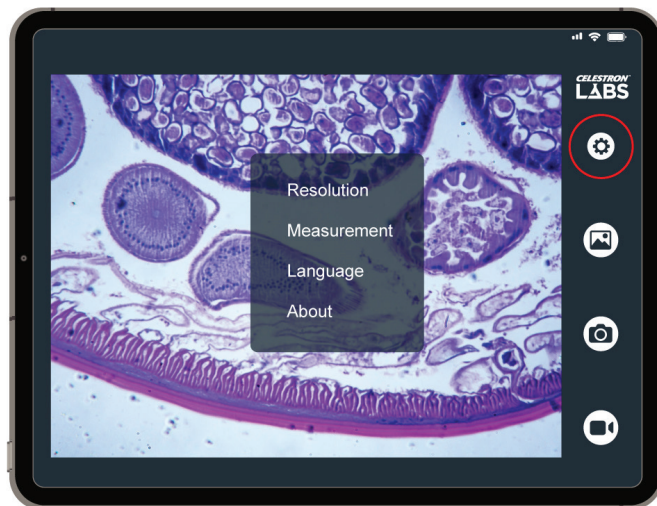 CELESTRON
LABS
Resolution
Measurement
Language
About